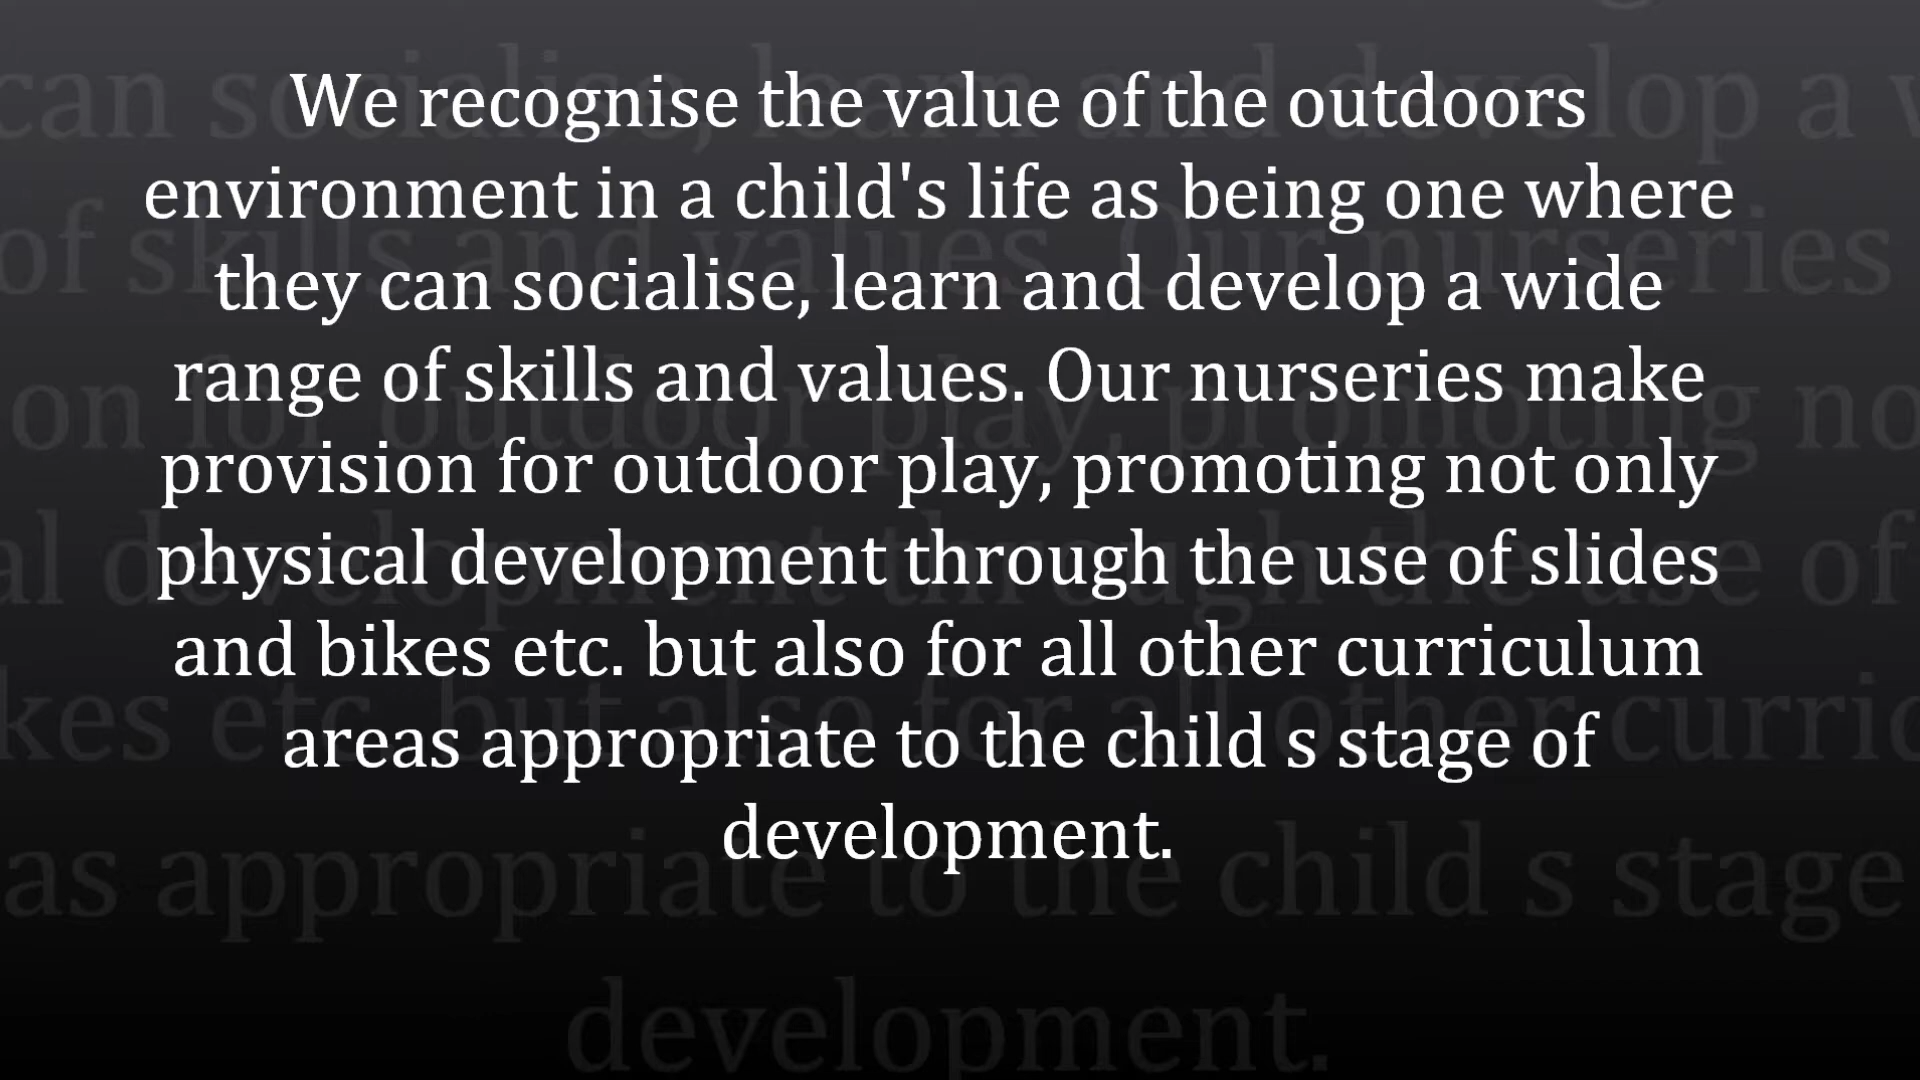 We recognise the value of the outdoors
environment in a child's life as being one where
they can socialise, learn and develop a wide
range of skills and values. Our nurseries make
provision for outdoor play, promoting not only
physical development through the use of slides
and bikes etc. but also for all other curriculum
areas appropriate to the child s stage of
development.